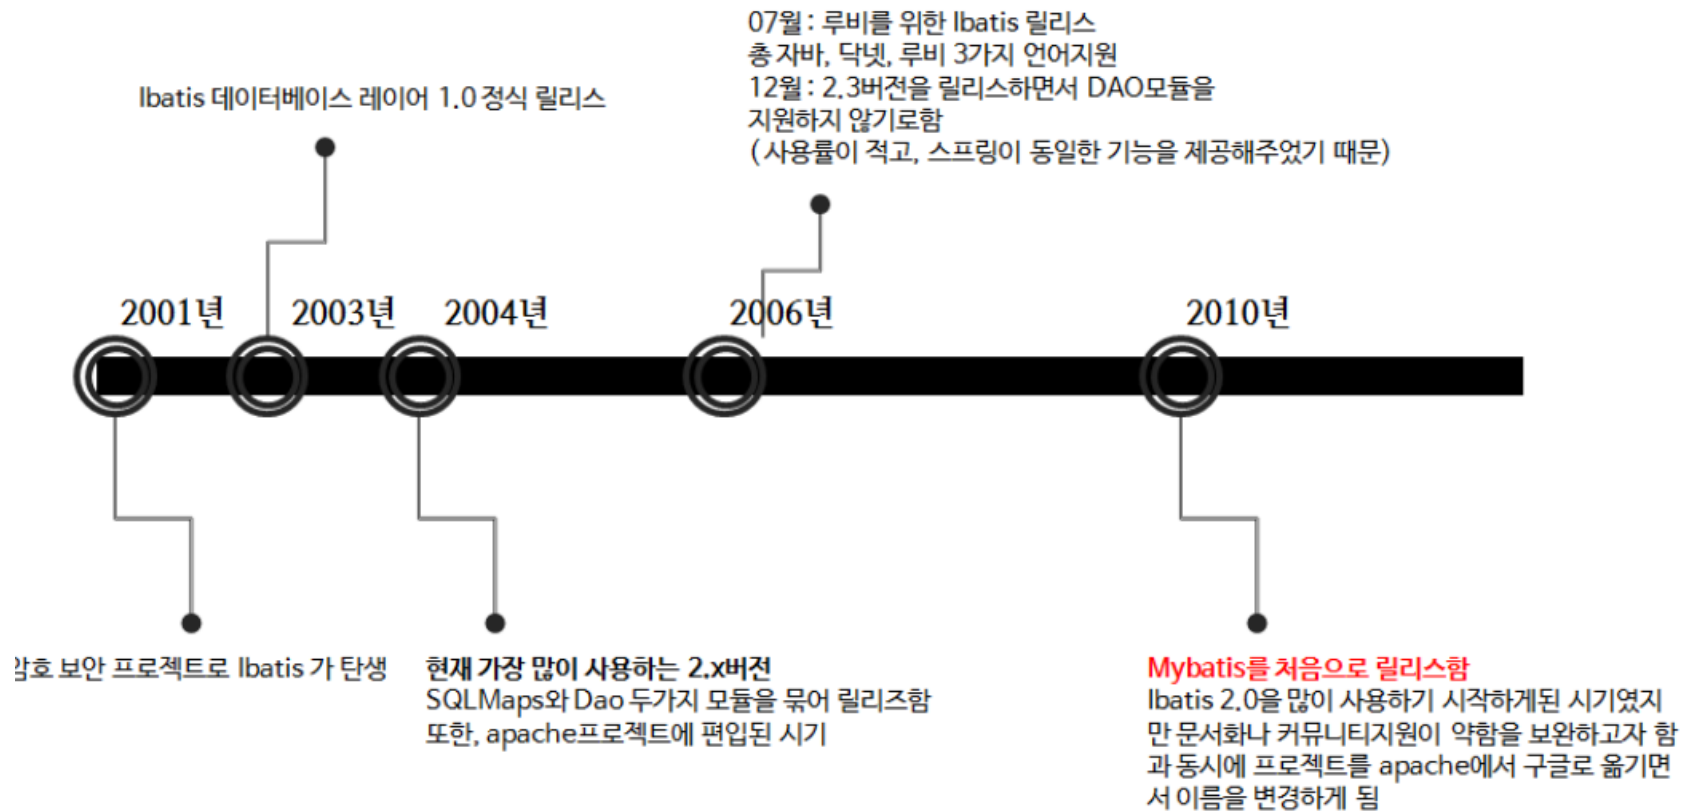 07월 : 루비를 위한 Ibatis 릴리스
총 자바, 닷넷, 루비 3가지 언어지원
12월 : 2.3버전을 릴리스하면서 DAO모듈을
지원하지 않기로함
(사용률이 적고, 스프링이 동일한 기능을 제공해주었기 때문)
Ibatis 데이터베이스 레이어 1.0 정식 릴리스
2001년
2003년
2004년
2006년
2010년
암호 보안 프로젝트로 Ibatis 가 탄생
현재 가장 많이 사용하는 2.x버전
SQLMaps와 Dao 두가지 모듈을 묶어 릴리즈함
또한, apache프로젝트에 편입된 시기
Mybatis를 처음으로 릴리스함
Ibatis 2.0을 많이 사용하기 시작하게된 시기였지
만 문서화나 커뮤니티지원이 약함을 보완하고자 함
과 동시에 프로젝트를 apache에서 구글로 옮기면
서 이름을 변경하게 됨